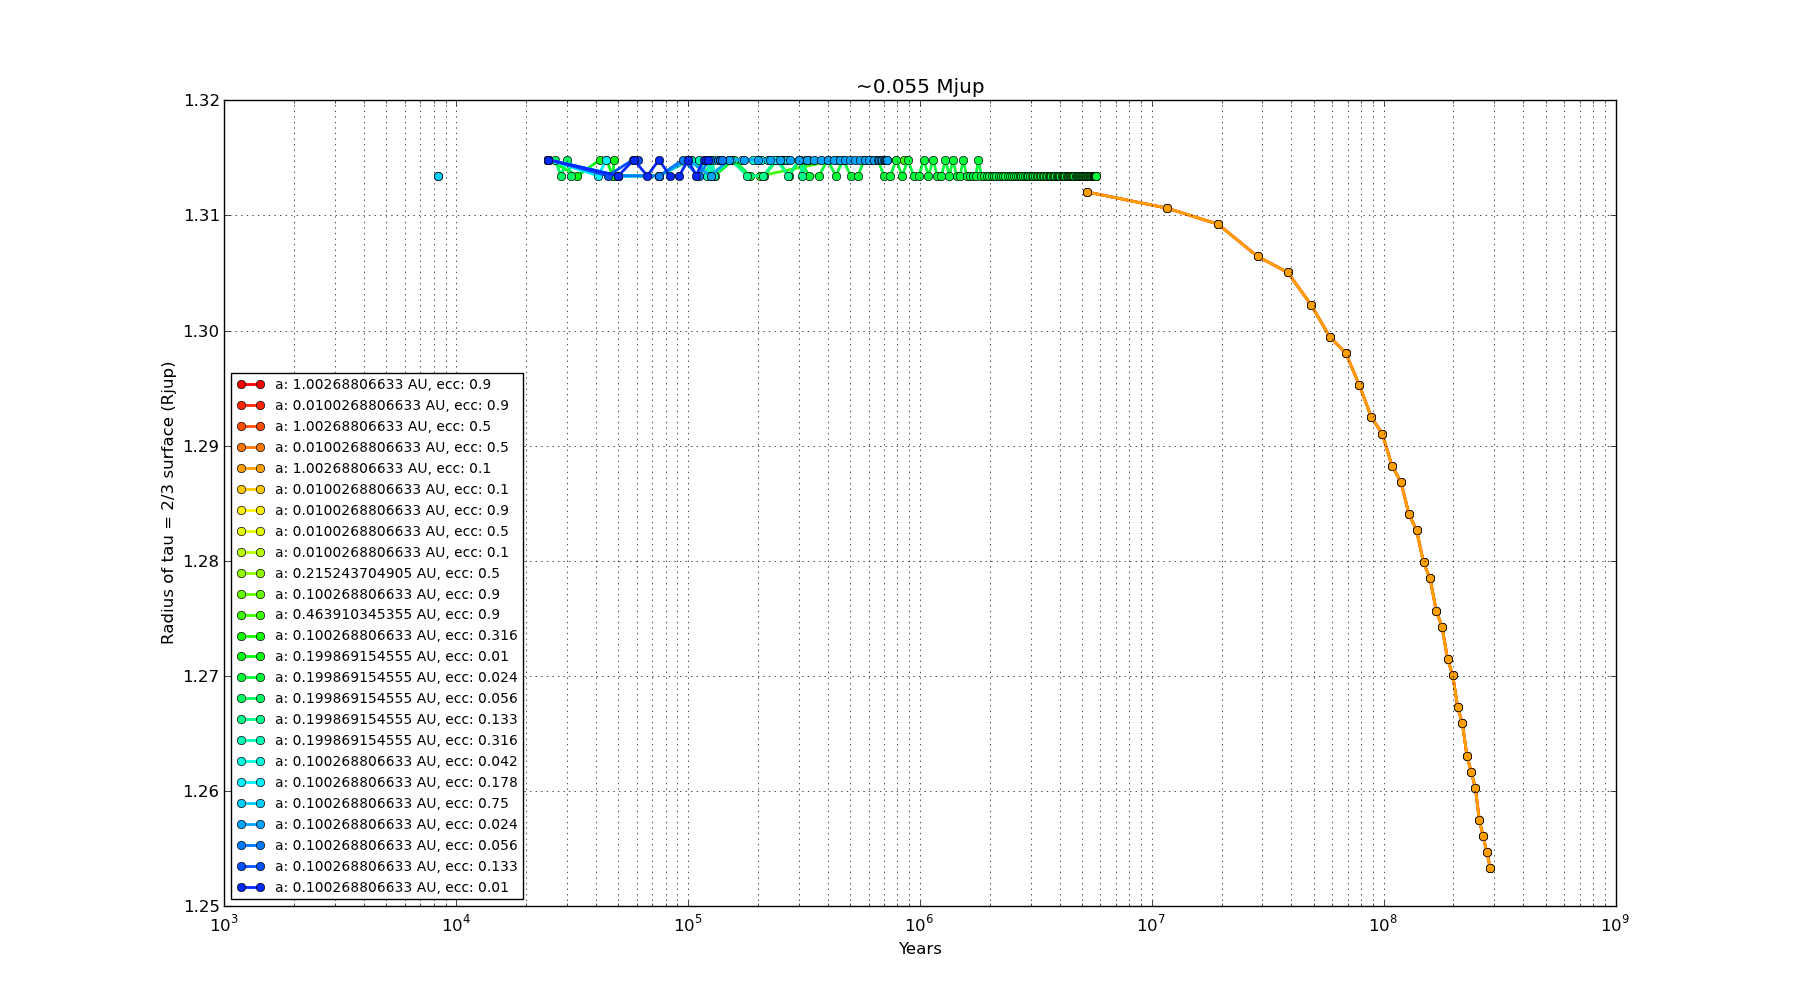 ~0.055 Mjup
1.32
1.31
1.30
1.29
1.28
1.27
1.26
1.25
Radius of tau = 2/3 surface (Rjup)
a: 1.00268806633 AU, ecc: 0.9
a: 0.0100268806633 AU, ecc: 0.9
a: 1.00268806633 AU, ecc: 0.5
a: 0.0100268806633 AU, ecc: 0.5
a: 1.00268806633 AU, ecc: 0.1
a: 0.0100268806633 AU, ecc: 0.1
a: 0.0100268806633 AU, ecc: 0.9
a: 0.0100268806633 AU, ecc: 0.5
a: 0.0100268806633 AU, ecc: 0.1
a: 0.215243704905 AU, ecc: 0.5
a: 0.100268806633 AU, ecc: 0.9
a: 0.463910345355 AU, ecc: 0.9
a: 0.100268806633 AU, ecc: 0.316
a: 0.199869154555 AU, ecc: 0.01
a: 0.199869154555 AU, ecc: 0.024
a: 0.199869154555 AU, ecc: 0.056
a: 0.199869154555 AU, ecc: 0.133
a: 0.199869154555 AU, ecc: 0.316
a: 0.100268806633 AU, ecc: 0.042
a: 0.100268806633 AU, ecc: 0.178
a: 0.100268806633 AU, ecc: 0.75
a: 0.100268806633 AU, ecc: 0.024
a: 0.100268806633 AU, ecc: 0.056
a: 0.100268806633 AU, ecc: 0.133
a: 0.100268806633 AU, ecc: 0.01
10³ 10⁴ 10⁵ 10⁶ 10⁷ 10⁸ 10⁹
Years